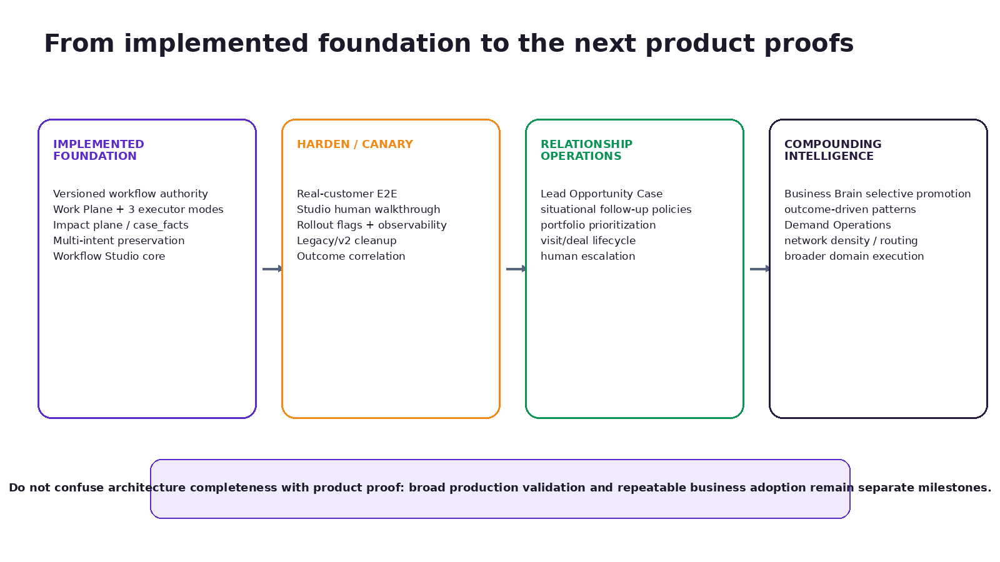 From implemented foundation to the next product proofs
IMPLEMENTED
FOUNDATION
Versioned workflow authority
Work Plane + 3 executor modes
Impact plane / case_facts
Multi-intent preservation
Workflow Studio core
HARDEN / CANARY
Real-customer E2E
Studio human walkthrough
Rollout flags + observability
Legacy/v2 cleanup
Outcome correlation
RELATIONSHIP
OPERATIONS
Lead Opportunity Case
situational follow-up policies
portfolio prioritization
visit/deal lifecycle
human escalation
COMPOUNDING
INTELLIGENCE
Business Brain selective promotion
outcome-driven patterns
Demand Operations
network density / routing
broader domain execution
Do not confuse architecture completeness with product proof: broad production validation and repeatable business adoption remain separate milestones.